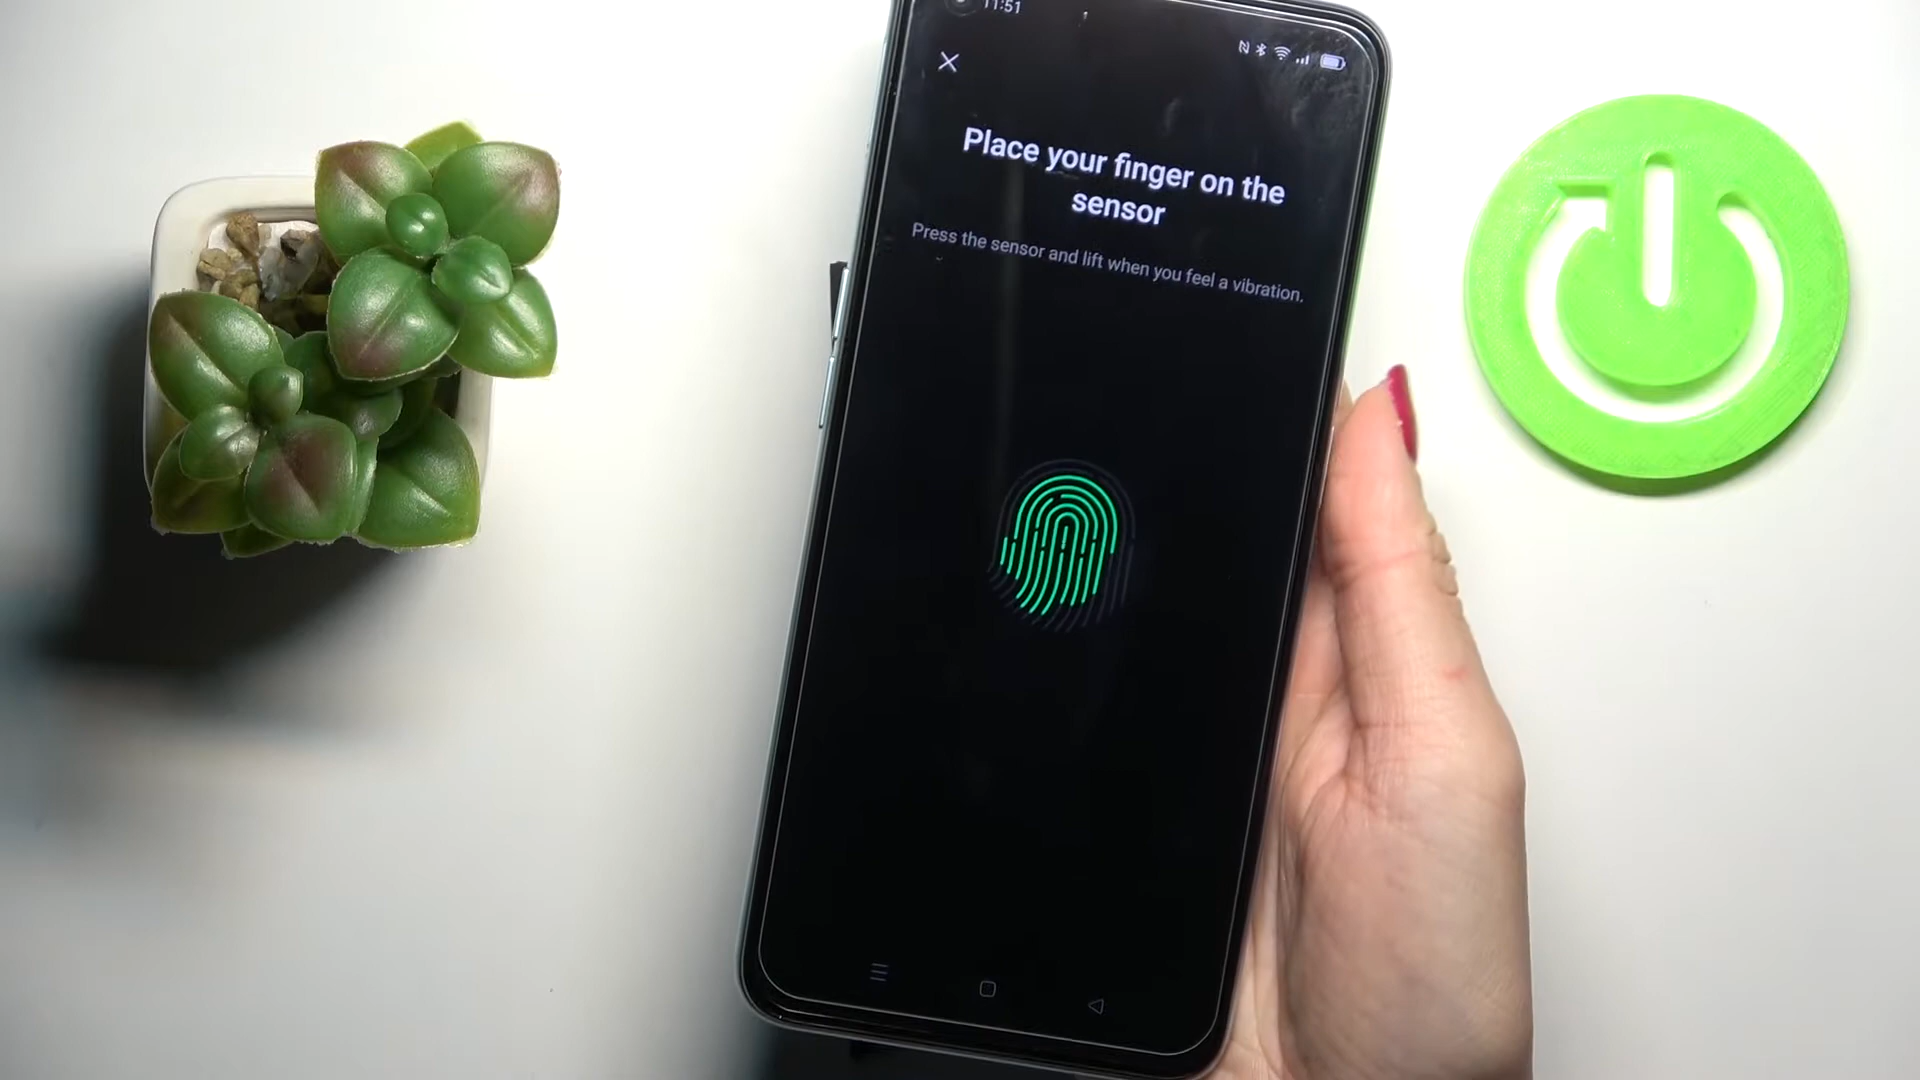 11:51
Place your finger on the
sensor
Press the sensor and lift when you feel a vibration.